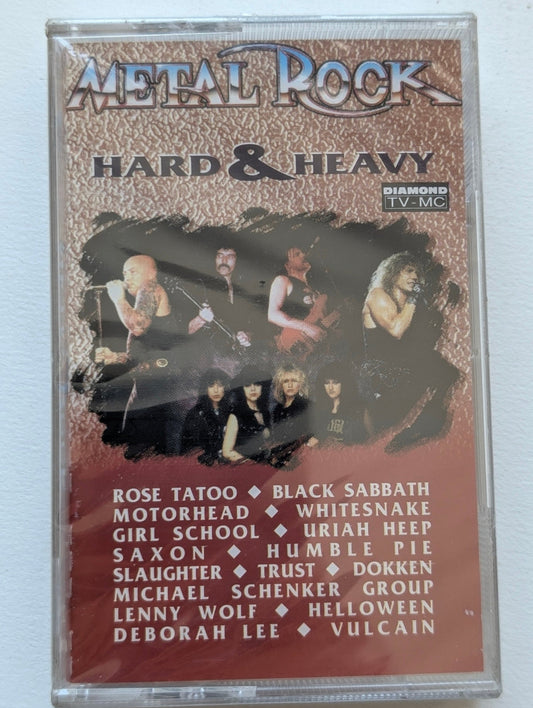 METAL ROCK
HARD & HEAVY
DIAMOND
TV-MC
ROSE TATOO ◆ BLACK SABBATH
MOTORHEAD ◆ WHITESNAKE
GIRL SCHOOL ◆ URIAH HEEP
SAXON ◆ HUMBLE PIE
SLAUGHTER ◆ TRUST ◆ DOKKEN
MICHAEL SCHENKER GROUP
LENNY WOLF ◆ HELLOWEEN
DEBORAH LEE ◆ VULCAIN